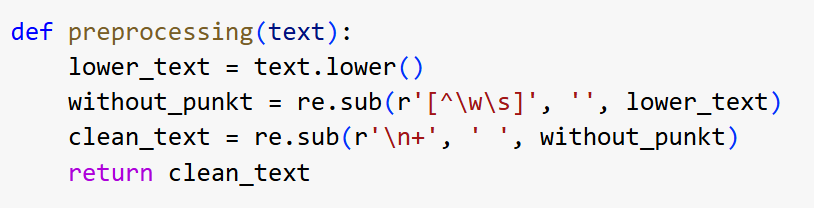 def preprocessing(text):
    lower_text = text.lower()
    without_punkt = re.sub(r'[^\w\s]', '', lower_text)
    clean_text = re.sub(r'\n+', ' ', without_punkt)
    return clean_text